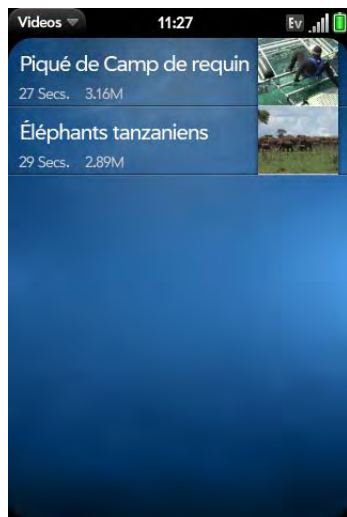 Videos
11:27
Ev
Piqué de Camp de requin
27 Secs. 3.16M
Éléphants tanzaniens
29 Secs. 2.89M